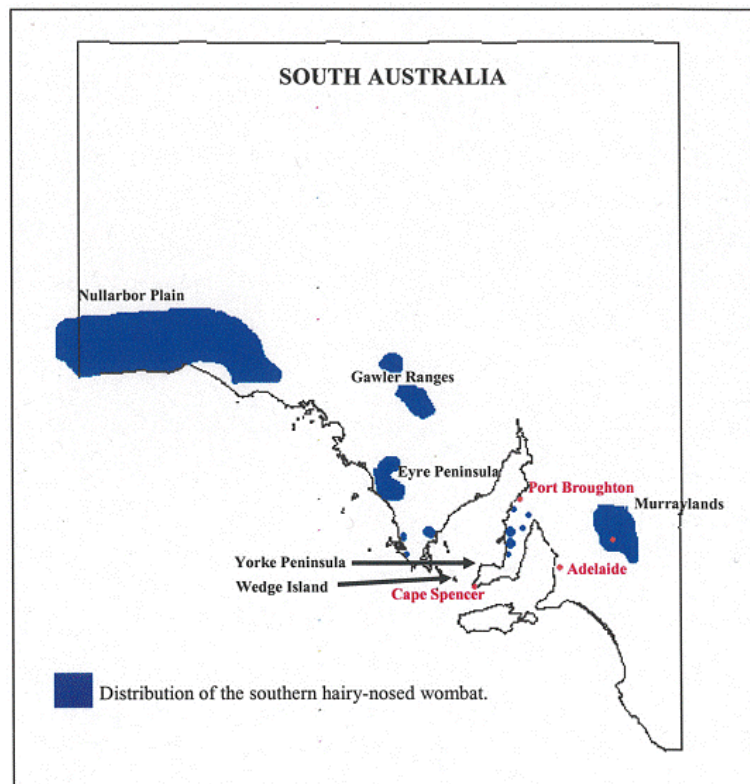 SOUTH AUSTRALIA
Nullarbor Plain
Gawler Ranges
Eyre Peninsula
Port Broughton
Murraylands
Yorke Peninsula
Adelaide
Wedge Island
Cape Spencer
Distribution of the southern hairy-nosed wombat.